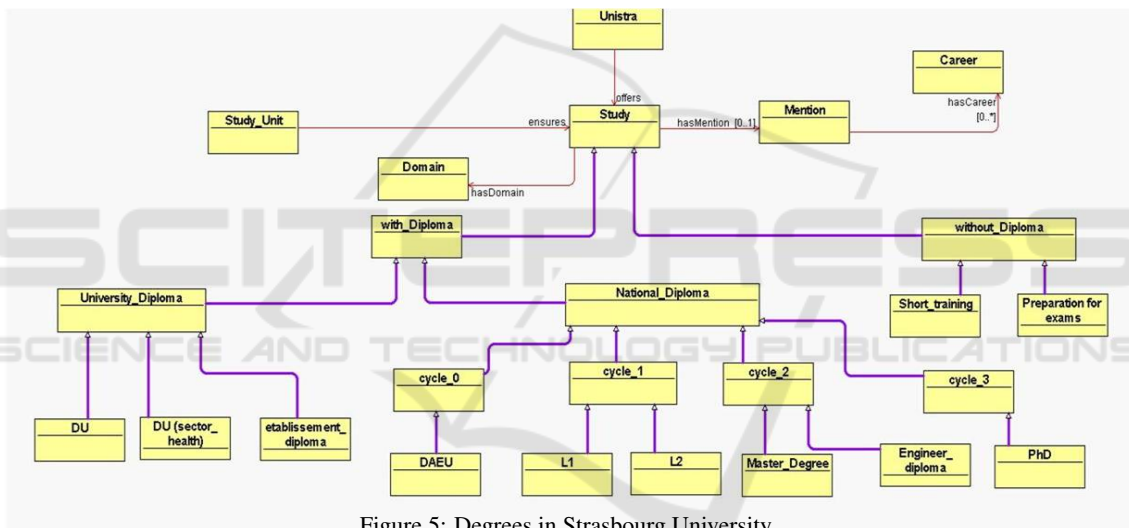 Unistra
Career
offers
hasCareer
[0..*]
Study_Unit
ensures
Study
hasMention [0..1]
Mention
Domain
hasDomain
with_Diploma
without_Diploma
University_Diploma
National_Diploma
Short_training
Preparation for
exams
cycle_0
cycle_1
cycle_2
cycle_3
DU
DU (sector_
health)
etablissement_
diploma
DAEU
L1
L2
Master_Degree
Engineer_
diploma
PhD
SCITEPRESS
SCIENCE AND TECHNOLOGY PUBLICATIONS
Figure 5: Degrees in Strasbourg University